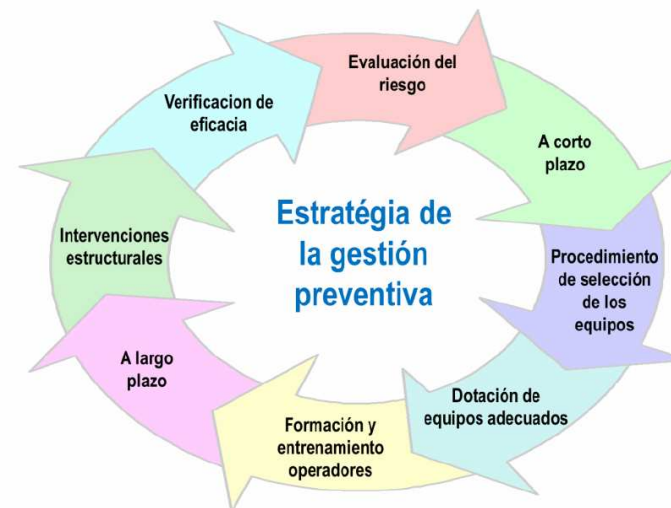 Estratégia de
la gestión
preventiva
Evaluación del
riesgo
A corto
plazo
Procedimiento
de selección
de los
equipos
Dotación de
equipos adecuados
Formación y
entrenamiento
operadores
A largo
plazo
Intervenciones
estructurales
Verificacion de
eficacia